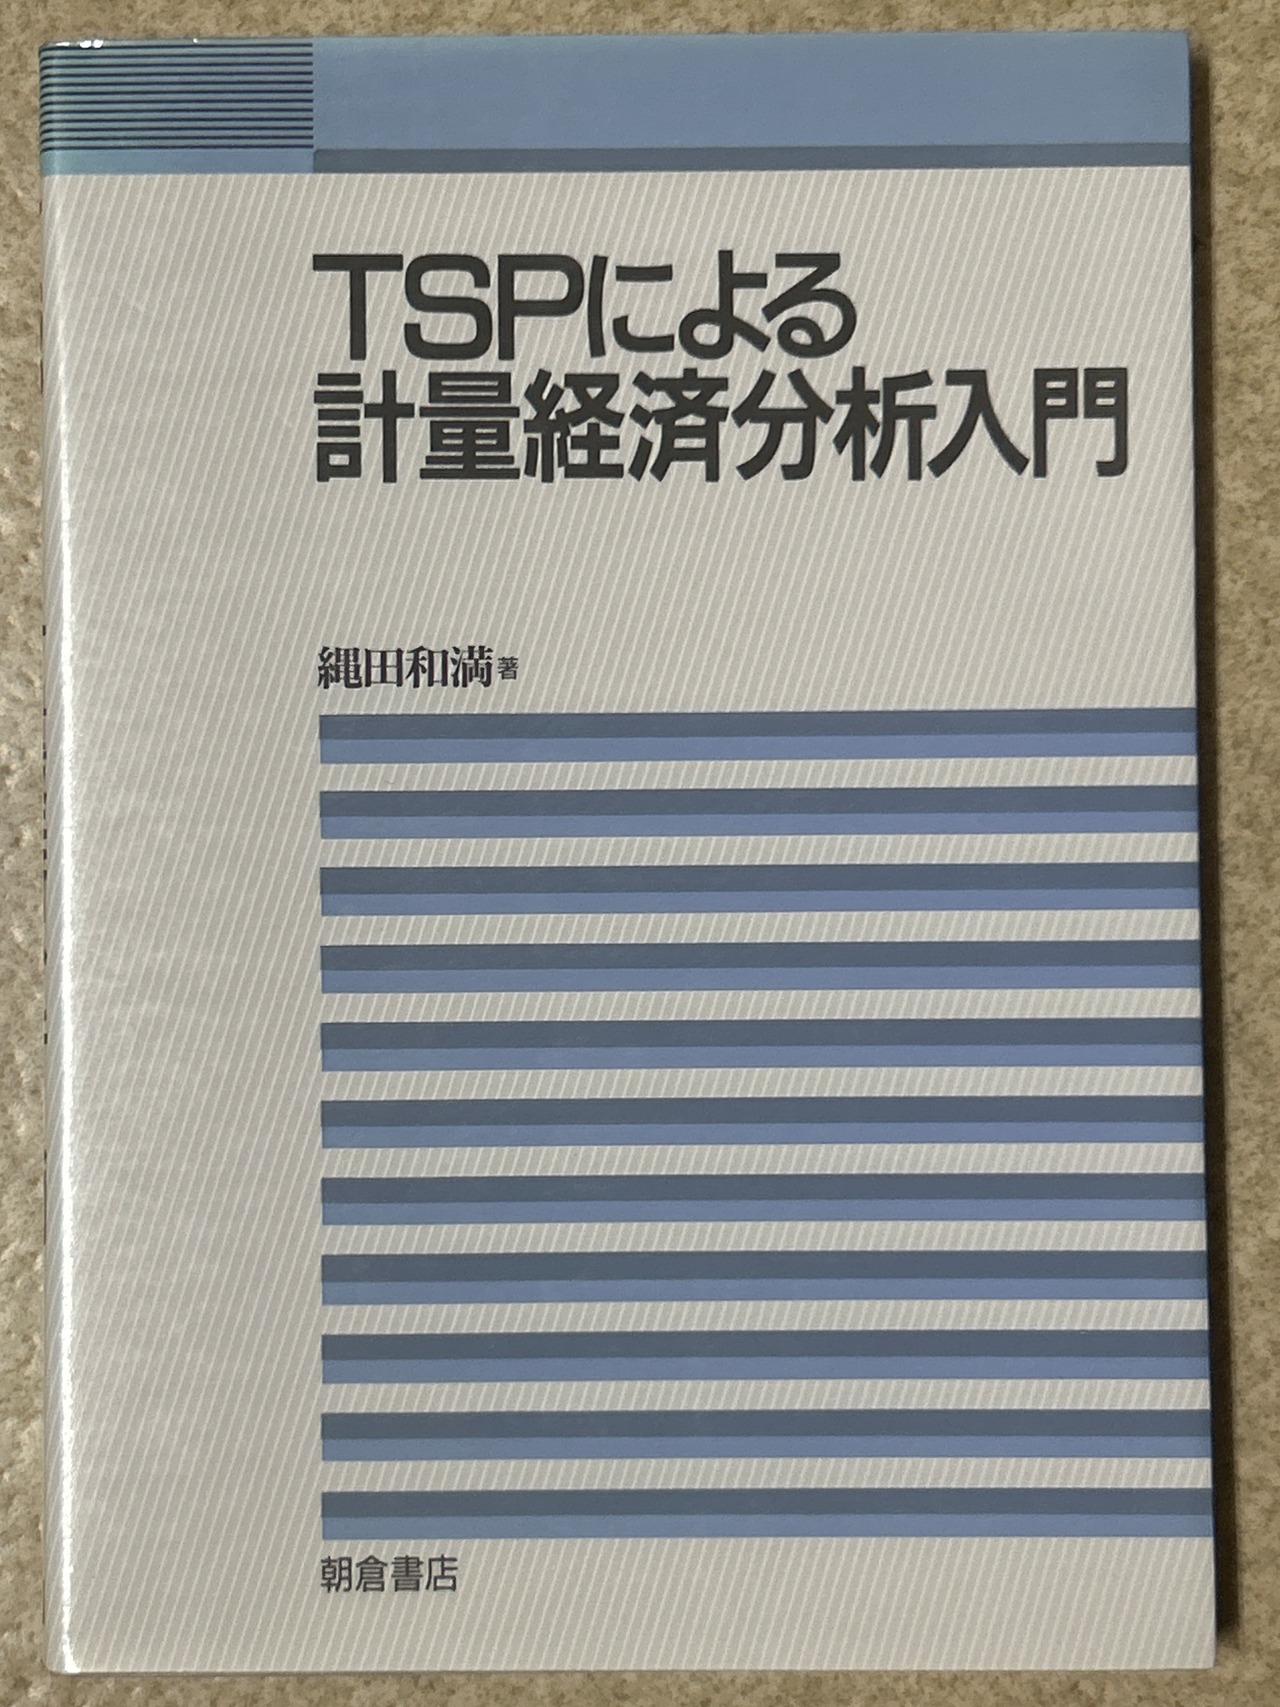 TSPによる
計量経済分析入門
縄田和満著
朝倉書店